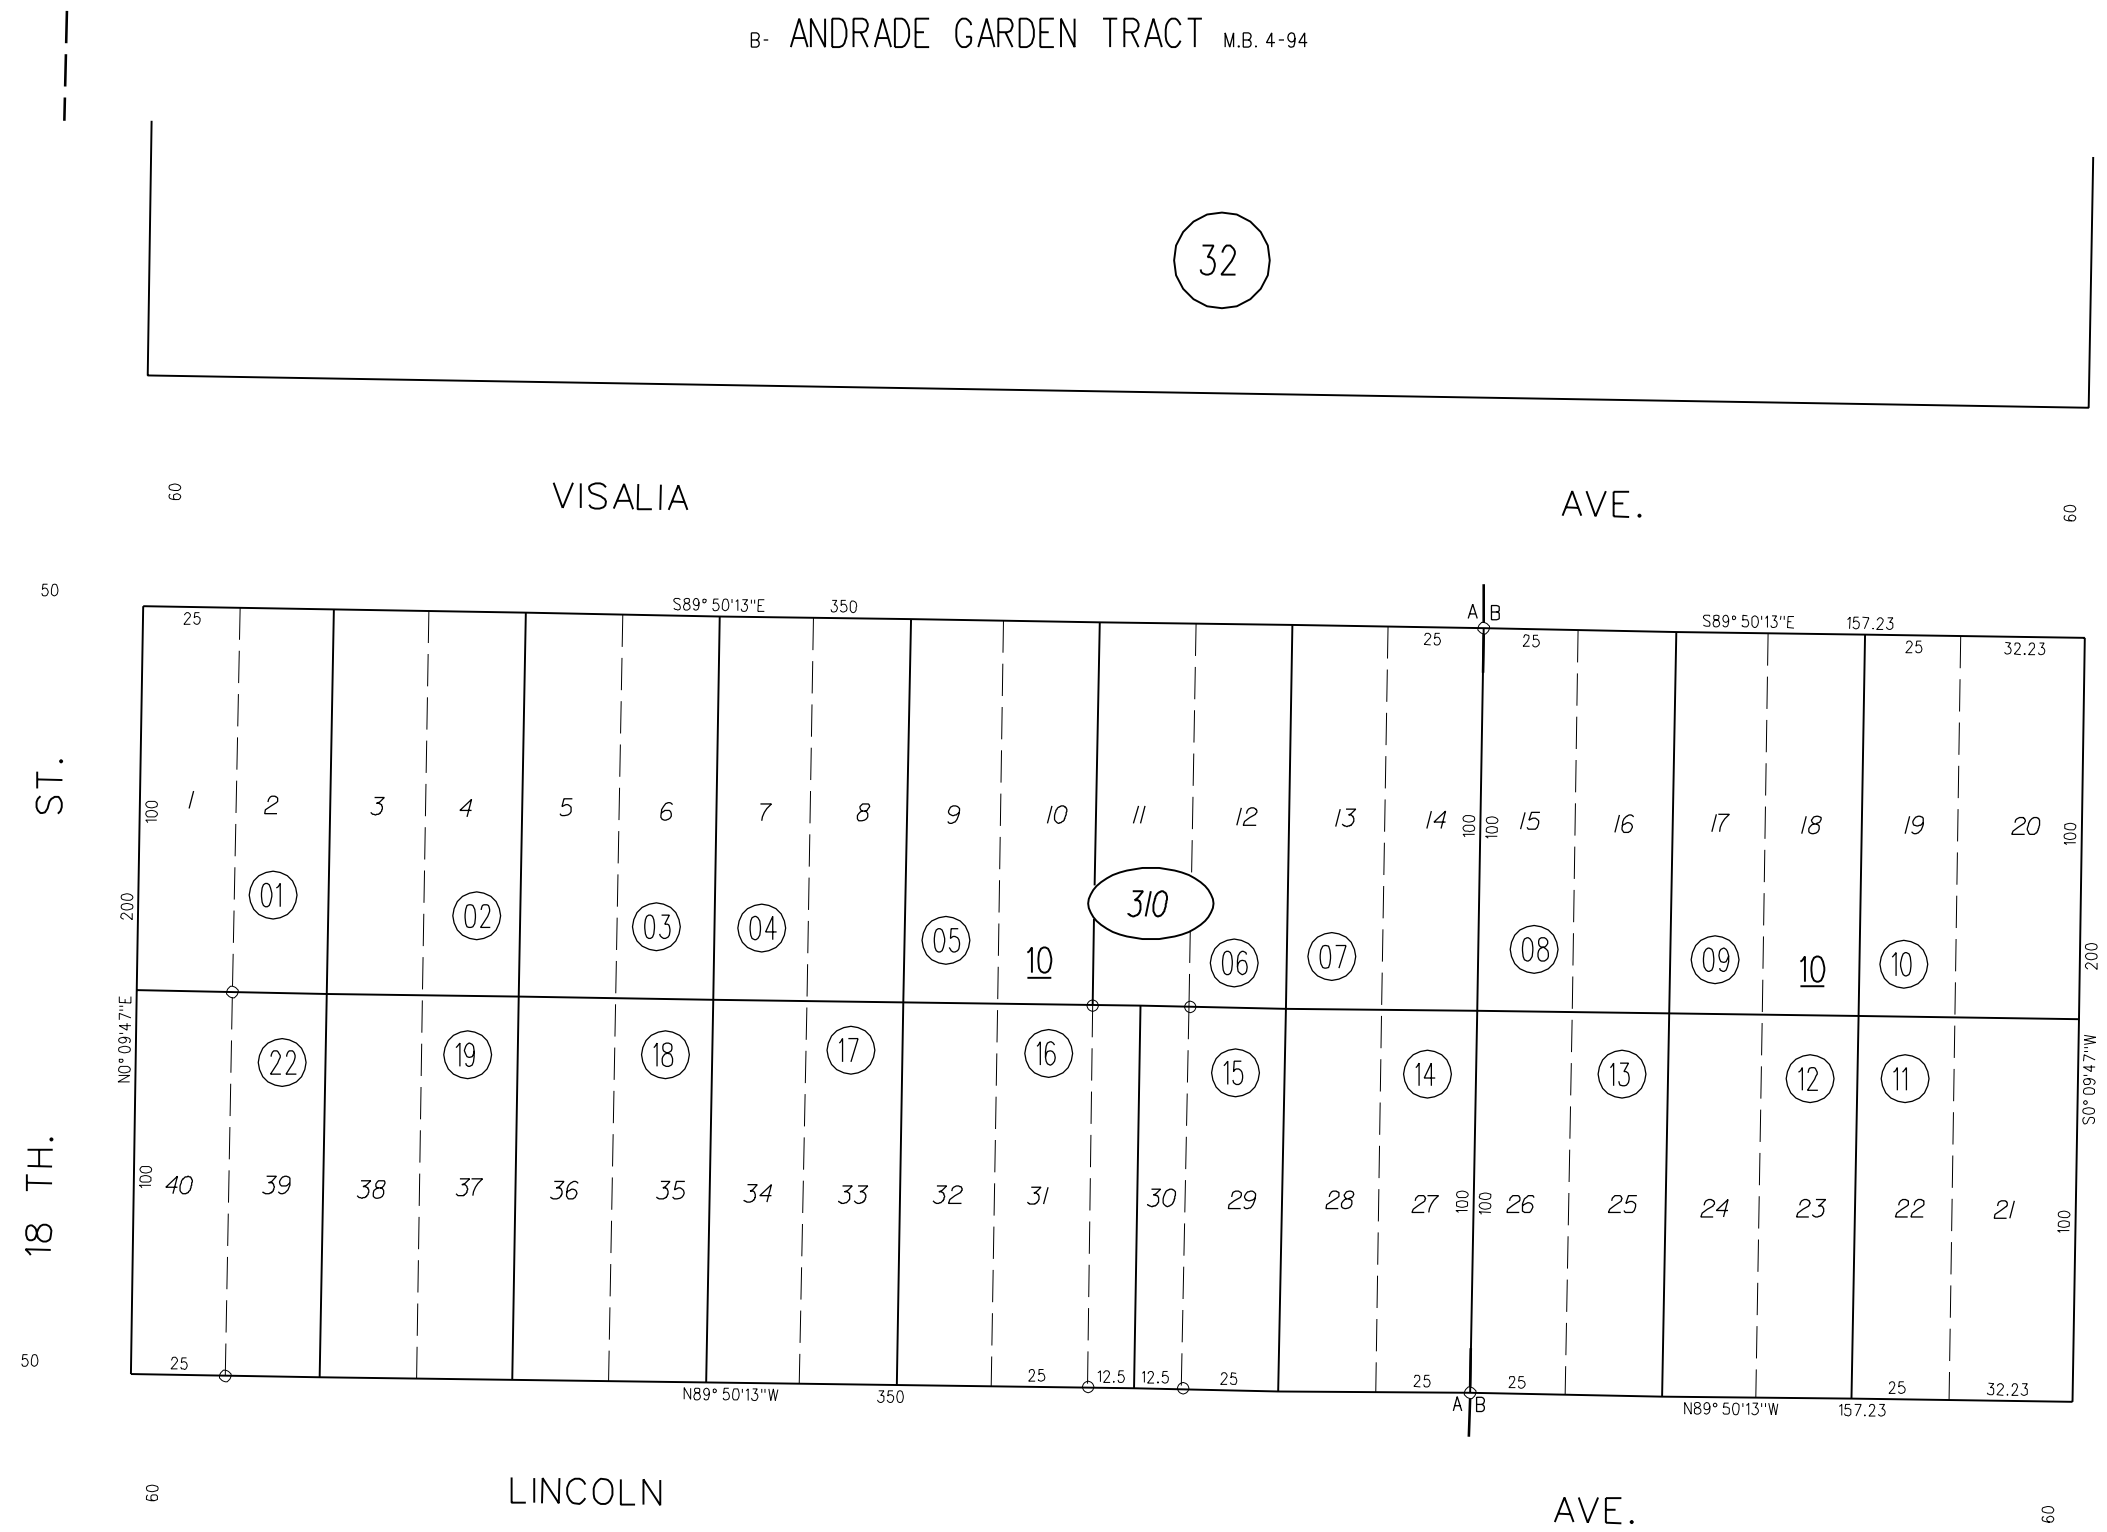 B- ANDRADE GARDEN TRACT M.B. 4-94
32
60 VISALIA AVE. 60
50
S89° 50'13"E 350 A B S89° 50'13"E 157.23
25 25 25 25 32.23
ST.
100 1 2 3 4 5 6 7 8 9 10 11 12 13 14 100 100 15 16 17 18 19 20 100
200 01 02 03 04 05 310 06 07 08 09 10 200
10 10
N0° 09'47"E 22 19 18 17 16 15 14 13 12 11 S0° 09'47"W
18 TH.
100 40 39 38 37 36 35 34 33 32 31 30 29 28 27 100 100 26 25 24 23 22 21 100
50 25 25 12.5 12.5 25 25 25 25 32.23
N89° 50'13"W 350 A B N89° 50'13"W 157.23
60 LINCOLN AVE. 60